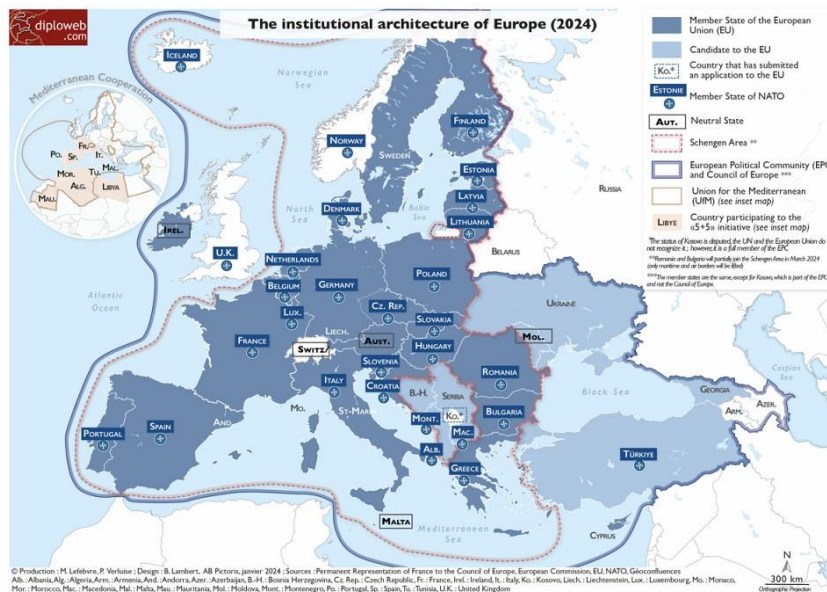 diploweb
.com
The institutional architecture of Europe (2024)
Member State of the European
Union (EU)
Candidate to the EU
Ko.*
Country that has submitted
an application to the EU
ESTONIE
Member State of NATO
AUT.
Neutral State
Schengen Area **
European Political Community (EPC)
and Council of Europe ***
Union for the Mediterranean
(UfM) (see inset map)
LIBYE
Country participating to the
«5+5» initiative (see inset map)
*The status of Kosovo is disputed, the UN and the European Union do
not recognize it ; however, it is a full member of the EPC
**Romania and Bulgaria will partially join the Schengen Area in March 2024
(only maritime and air borders will be lifted)
***The member states are the same, except for Kosovo, which is part of the EPC
and not the Council of Europe.
Mediterranean Cooperation
Po.
Sp.
Fr.
It.
Mor.
Alg.
Tu.
Mal.
Libya
Mau.
ICELAND
Norwegian
Sea
NORWAY
SWEDEN
FINLAND
ESTONIA
LATVIA
LITHUANIA
RUSSIA
BELARUS
North
Sea
Baltic
Sea
DENMARK
IREL.
U.K.
NETHERLANDS
BELGIUM
GERMANY
POLAND
LUX.
CZ. REP.
SLOVAKIA
UKRAINE
Atlantic
Ocean
FRANCE
LIECH.
SWITZ
AUST.
HUNGARY
MOL.
SLOVENIA
CROATIA
ROMANIA
ITALY
ST-MARIN
MO.
AND
B.-H.
SERBIA
Ko.*
MONT.
MAC.
ALB.
BULGARIA
Black Sea
GEORGIA
ARM.
AZER.
Caspian
Sea
PORTUGAL
SPAIN
GREECE
TÜRKIYE
MALTA
Mediterranean
Sea
CYPRUS
N
300 km
Orthographic Projection
© Production : M. Lefebvre, P. Verluise ; Design : B. Lambert, AB Pictoris, janvier 2024 ; Sources : Permanent Representation of France to the Council of Europe, European Commission, EU, NATO, Géoconfluences
Alb. : Albania, Alg. : Algeria, Arm. : Armenia, And. : Andorra, Azer. : Azerbaijan, B.-H. : Bosnia Herzegovina, Cz. Rep. : Czech Republic, Fr. : France, Irel. : Ireland, It. : Italy, Ko. : Kosovo, Liech. : Liechtenstein, Lux. : Luxembourg, Mo. : Monaco,
Mor. : Morocco, Mac. : Macedonia, Mal. : Malta, Mau. : Mauritania, Mol. : Moldova, Mont. : Montenegro, Po. : Portugal, Sp. : Spain, Tu. : Tunisia, U.K. : United Kingdom